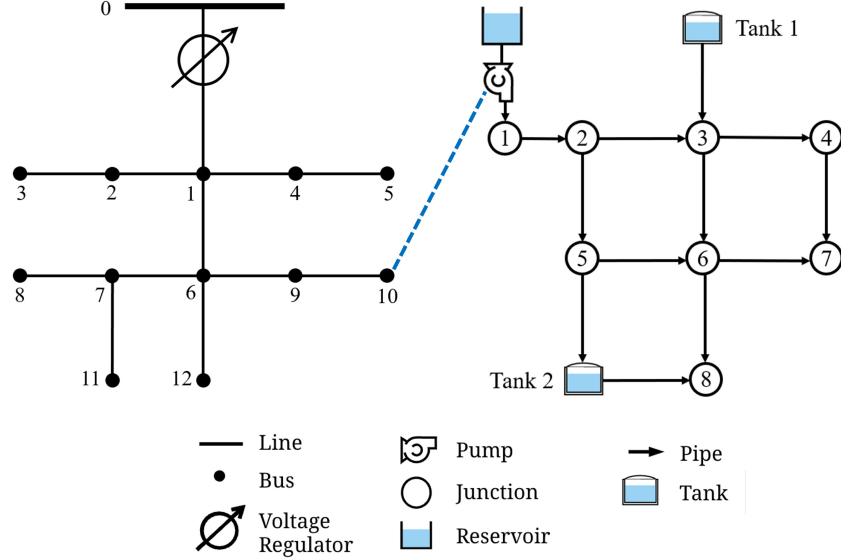 0
Tank 1
1
2
3
4
3
2
1
4
5
5
6
7
8
7
6
9
10
11
12
Tank 2
8
Line
Pump
Pipe
Bus
Junction
Tank
Voltage
Regulator
Reservoir